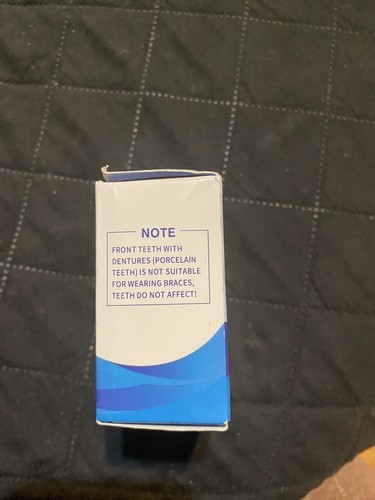 NOTE
FRONT TEETH WITH
DENTURES (PORCELAIN
TEETH) IS NOT SUITABLE
FOR WEARING BRACES,
TEETH DO NOT AFFECT!